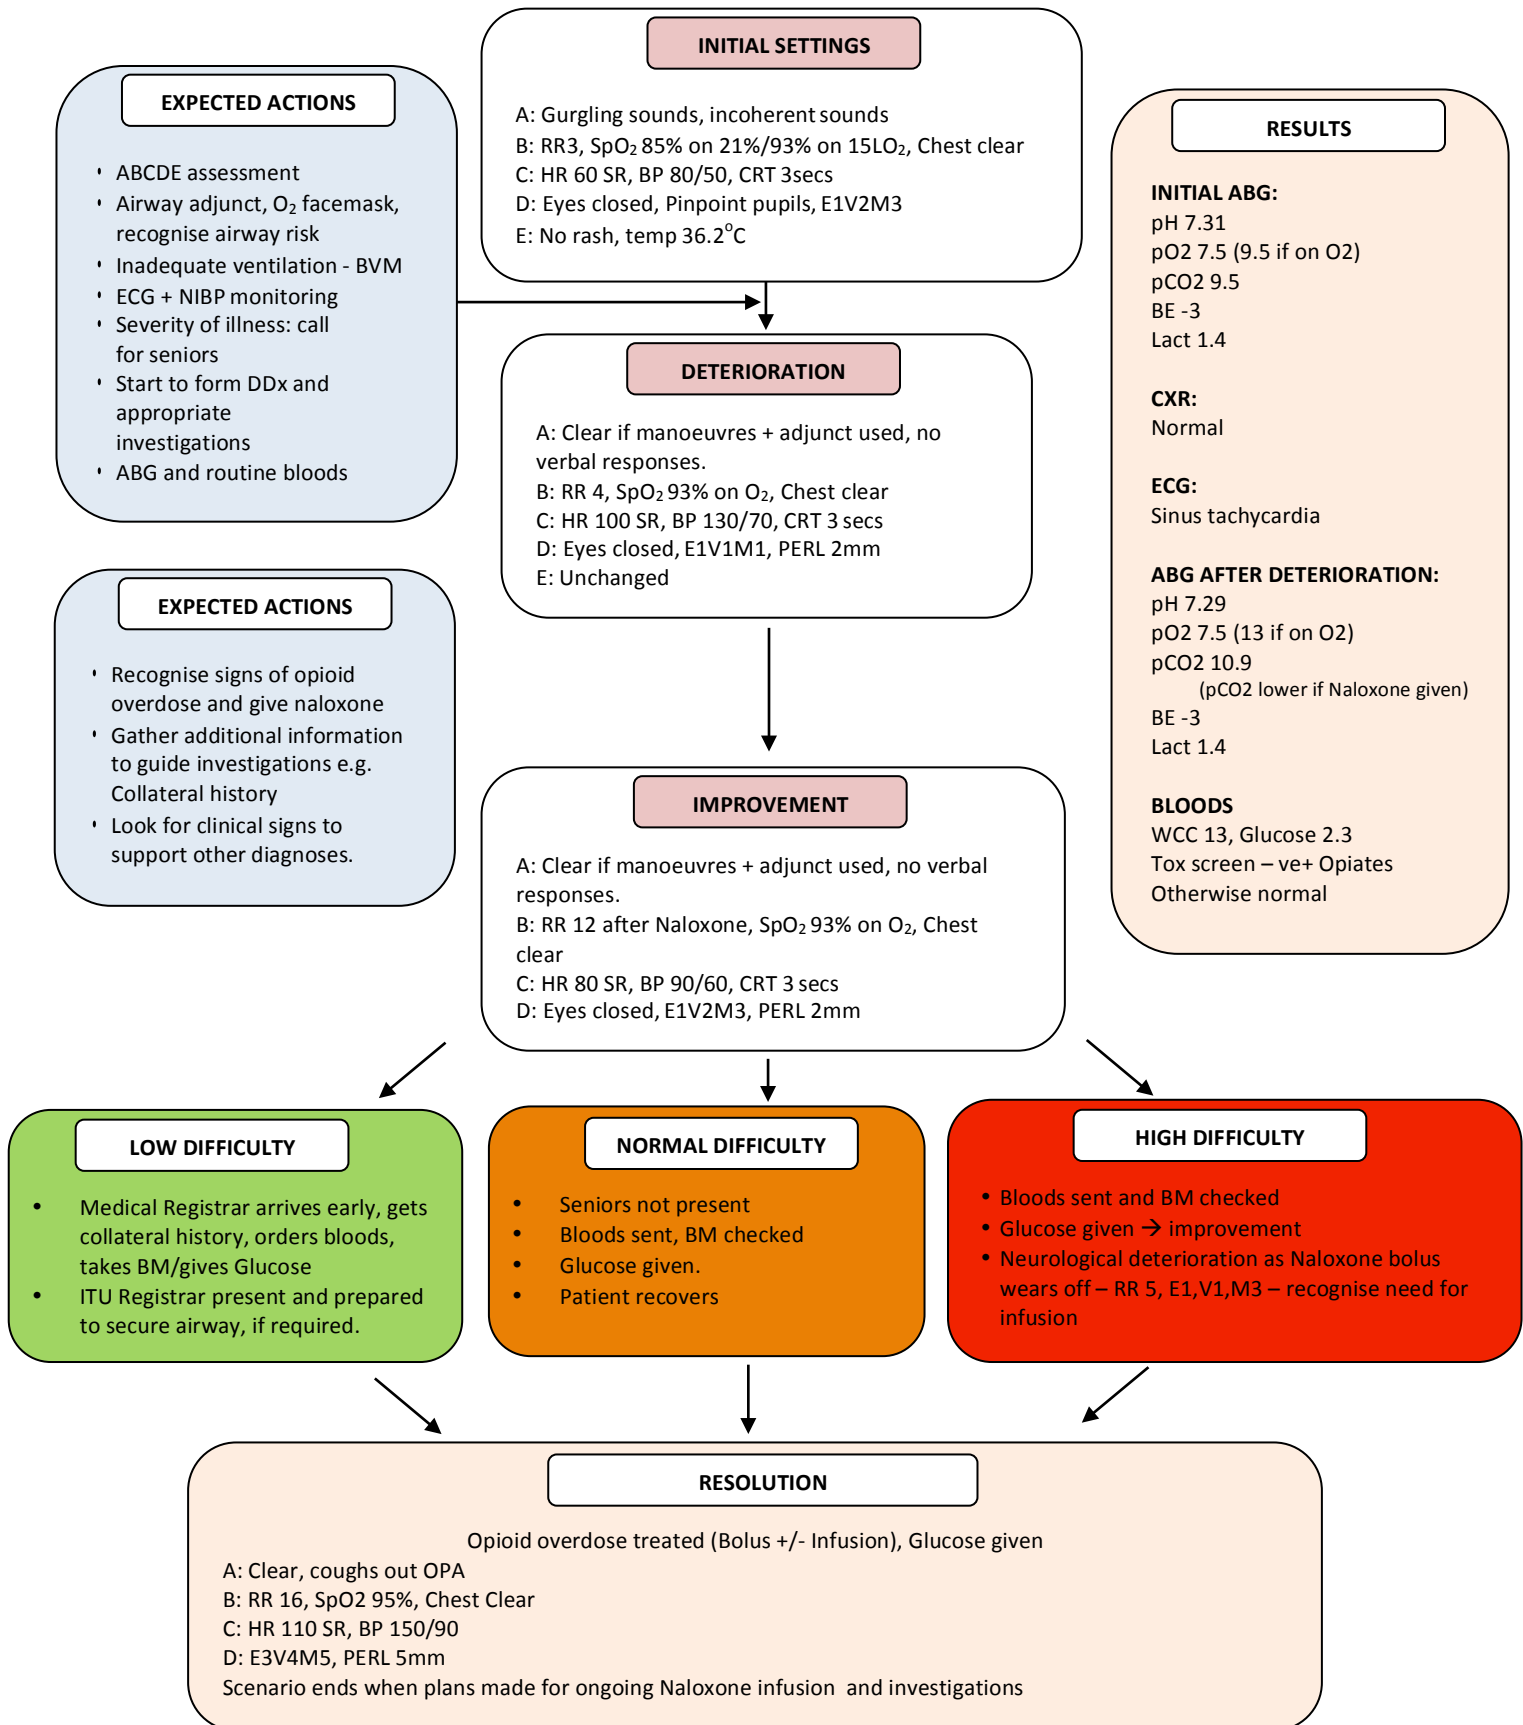 INITIAL SETTINGS
A: Gurgling sounds, incoherent sounds
B: RR3, SpO₂ 85% on 21%/93% on 15LO₂, Chest clear
C: HR 60 SR, BP 80/50, CRT 3secs
D: Eyes closed, Pinpoint pupils, E1V2M3
E: No rash, temp 36.2°C
EXPECTED ACTIONS
• ABCDE assessment
• Airway adjunct, O₂ facemask,
recognise airway risk
• Inadequate ventilation - BVM
• ECG + NIBP monitoring
• Severity of illness: call
for seniors
• Start to form DDx and
appropriate
investigations
• ABG and routine bloods
DETERIORATION
A: Clear if manoeuvres + adjunct used, no
verbal responses.
B: RR 4, SpO₂ 93% on O₂, Chest clear
C: HR 100 SR, BP 130/70, CRT 3 secs
D: Eyes closed, E1V1M1, PERL 2mm
E: Unchanged
EXPECTED ACTIONS
• Recognise signs of opioid
overdose and give naloxone
• Gather additional information
to guide investigations e.g.
Collateral history
• Look for clinical signs to
support other diagnoses.
IMPROVEMENT
A: Clear if manoeuvres + adjunct used, no verbal
responses.
B: RR 12 after Naloxone, SpO₂ 93% on O₂, Chest
clear
C: HR 80 SR, BP 90/60, CRT 3 secs
D: Eyes closed, E1V2M3, PERL 2mm
RESULTS
INITIAL ABG:
pH 7.31
pO2 7.5 (9.5 if on O2)
pCO2 9.5
BE -3
Lact 1.4
CXR:
Normal
ECG:
Sinus tachycardia
ABG AFTER DETERIORATION:
pH 7.29
pO2 7.5 (13 if on O2)
pCO2 10.9
(pCO2 lower if Naloxone given)
BE -3
Lact 1.4
BLOODS
WCC 13, Glucose 2.3
Tox screen – ve+ Opiates
Otherwise normal
LOW DIFFICULTY
• Medical Registrar arrives early, gets
collateral history, orders bloods,
takes BM/gives Glucose
• ITU Registrar present and prepared
to secure airway, if required.
NORMAL DIFFICULTY
• Seniors not present
• Bloods sent, BM checked
• Glucose given.
• Patient recovers
HIGH DIFFICULTY
• Bloods sent and BM checked
• Glucose given → improvement
• Neurological deterioration as Naloxone bolus
wears off – RR 5, E1,V1,M3 – recognise need for
infusion
RESOLUTION
Opioid overdose treated (Bolus +/- Infusion), Glucose given
A: Clear, coughs out OPA
B: RR 16, SpO2 95%, Chest Clear
C: HR 110 SR, BP 150/90
D: E3V4M5, PERL 5mm
Scenario ends when plans made for ongoing Naloxone infusion and investigations